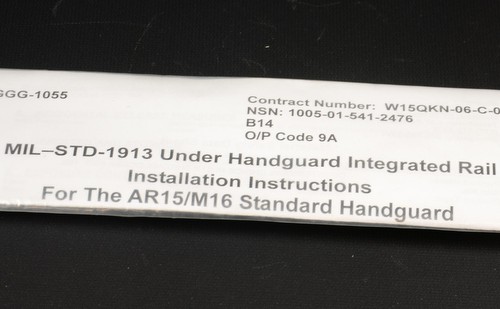 GGG-1055
Contract Number: W15QKN-06-C-0
NSN: 1005-01-541-2476
B14
O/P Code 9A
MIL–STD-1913 Under Handguard Integrated Rail
Installation Instructions
For The AR15/M16 Standard Handguard